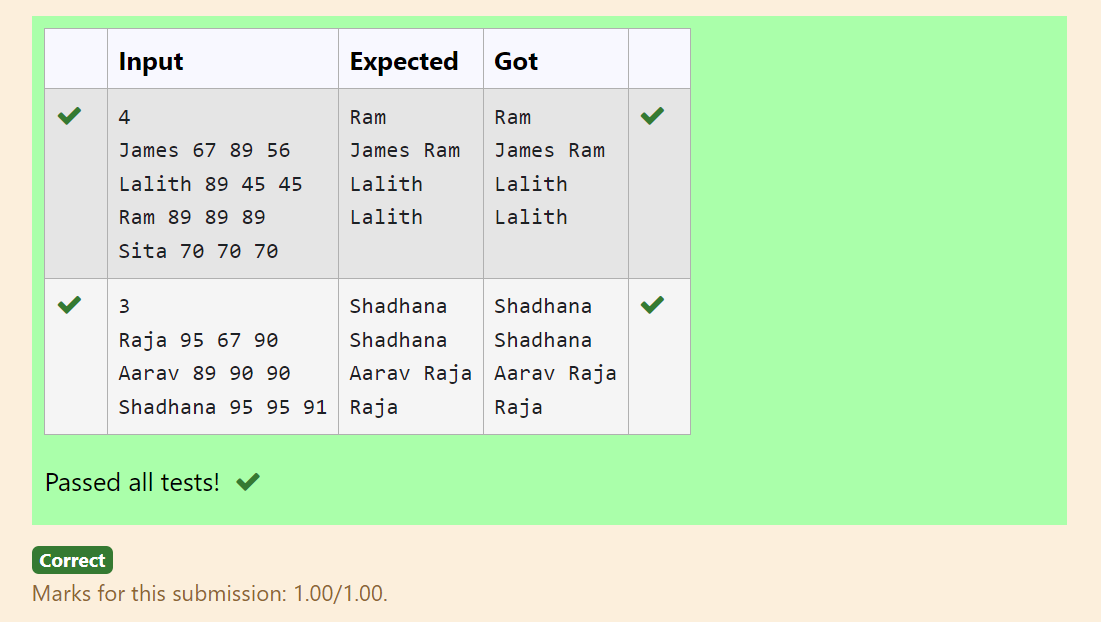 Input Expected Got
4 Ram Ram
James 67 89 56 James Ram James Ram
Lalith 89 45 45 Lalith Lalith
Ram 89 89 89 Lalith Lalith
Sita 70 70 70
3 Shadhana Shadhana
Raja 95 67 90 Shadhana Shadhana
Aarav 89 90 90 Aarav Raja Aarav Raja
Shadhana 95 95 91 Raja Raja
Passed all tests!
Correct
Marks for this submission: 1.00/1.00.